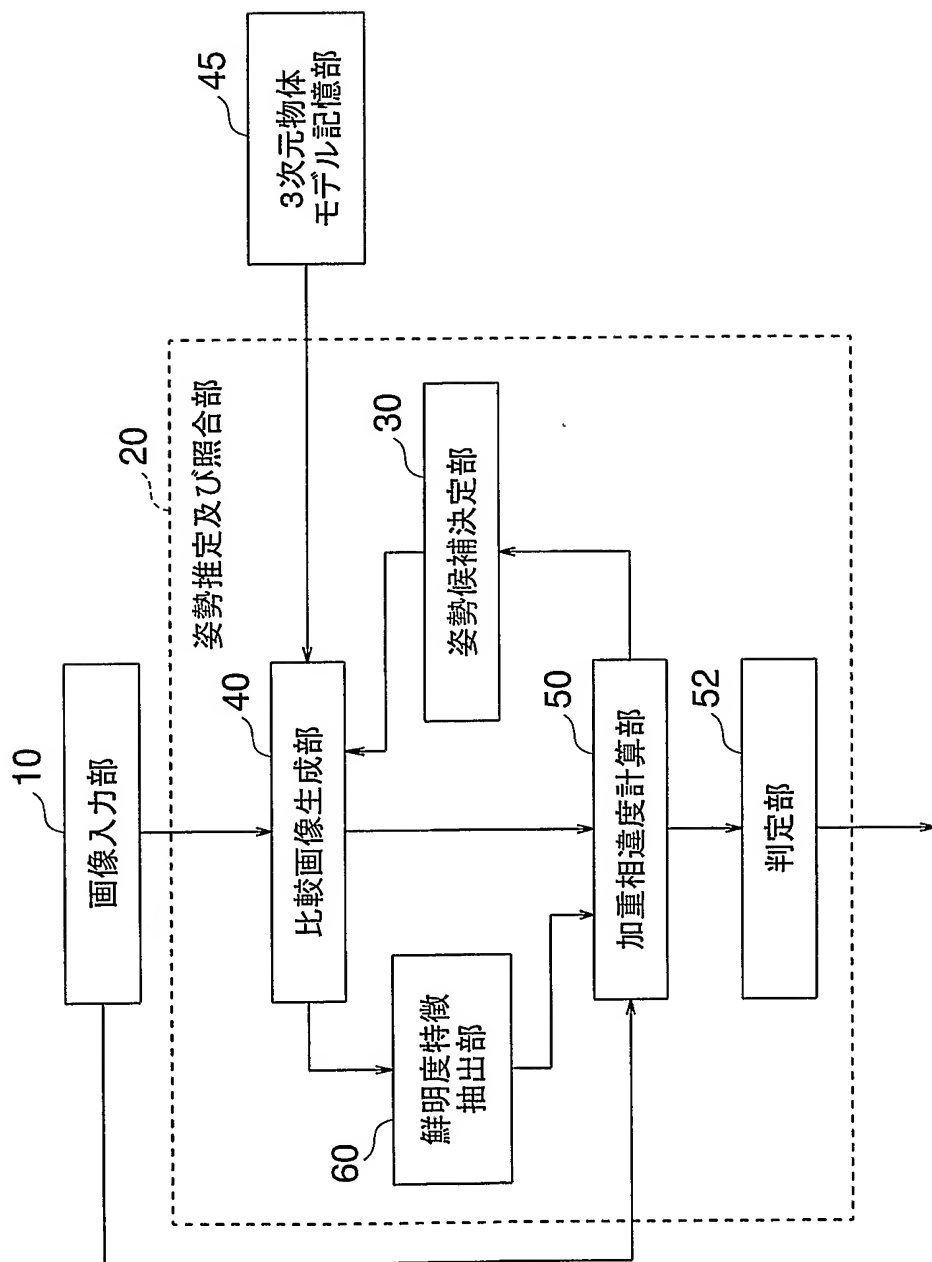 10
画像入力部
20
姿勢推定及び照合部
45
3次元物体
モデル記憶部
40
比較画像生成部
30
姿勢候補決定部
60
鮮明度特徴
抽出部
50
加重相違度計算部
52
判定部